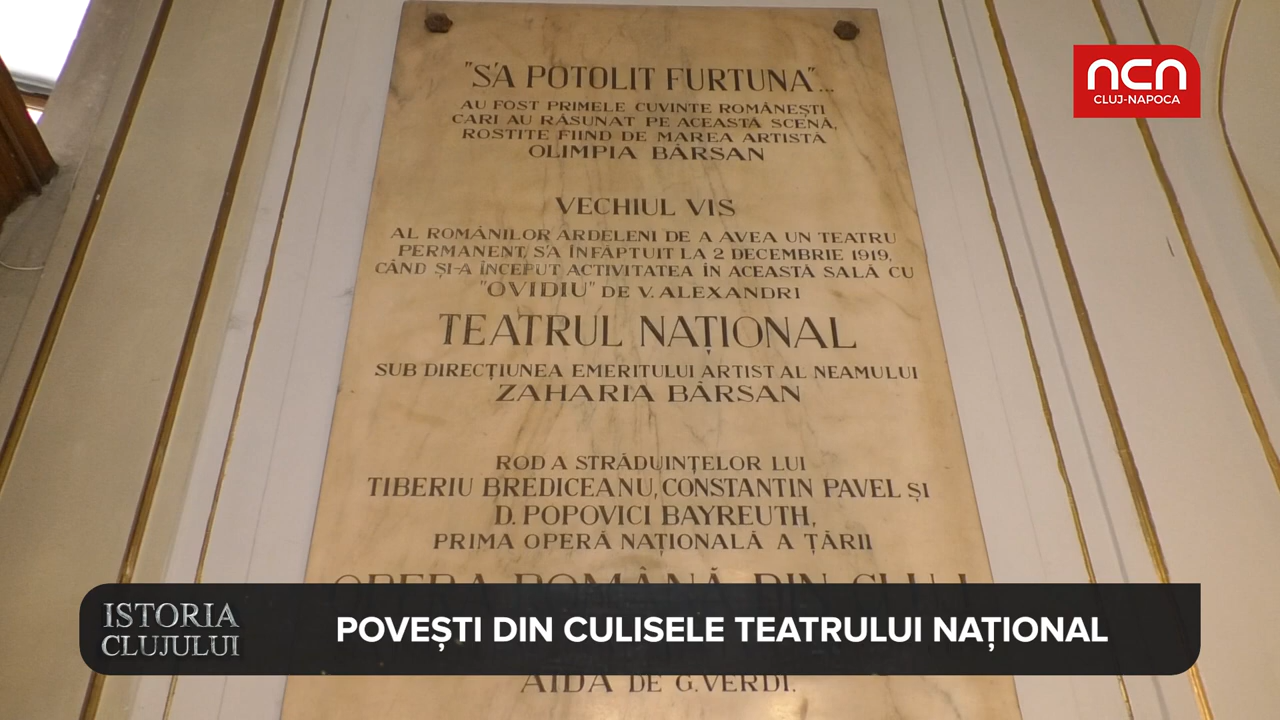 "S'A POTOLIT FURTUNA"...
AU FOST PRIMELE CUVINTE ROMÂNEȘTI
CARI AU RĂSUNAT PE ACEASTĂ SCENĂ,
ROSTITE FIIND DE MAREA ARTISTĂ
OLIMPIA BÂRSAN
VECHIUL VIS
AL ROMÂNILOR ARDELENI DE A AVEA UN TEATRU
PERMANENT, S'A ÎNFĂPTUIT LA 2 DECEMBRIE 1919,
CÂND ȘI-A ÎNCEPUT ACTIVITATEA ÎN ACEASTĂ SALĂ CU
"OVIDIU" DE V. ALEXANDRI
TEATRUL NAȚIONAL
SUB DIRECȚIUNEA EMERITULUI ARTIST AL NEAMULUI
ZAHARIA BÂRSAN
ROD A STRĂDUINȚELOR LUI
TIBERIU BREDICEANU, CONSTANTIN PAVEL ȘI
D. POPOVICI BAYREUTH,
PRIMA OPERĂ NAȚIONALĂ A ȚĂRII
OPERA ROMÂNĂ DIN CLUJ
AIDA DE G. VERDI.
ncn
CLUJ-NAPOCA
ISTORIA
CLUJULUI
POVEȘTI DIN CULISELE TEATRULUI NAȚIONAL